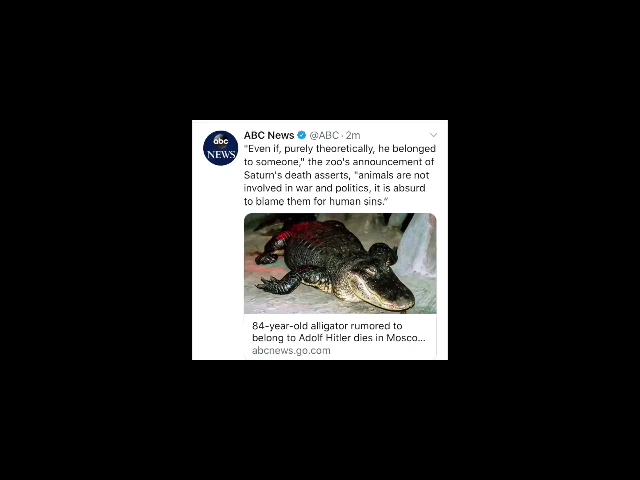 abc
NEWS
ABC News @ABC · 2m
"Even if, purely theoretically, he belonged
to someone," the zoo's announcement of
Saturn's death asserts, "animals are not
involved in war and politics, it is absurd
to blame them for human sins."
84-year-old alligator rumored to
belong to Adolf Hitler dies in Mosco...
abcnews.go.com